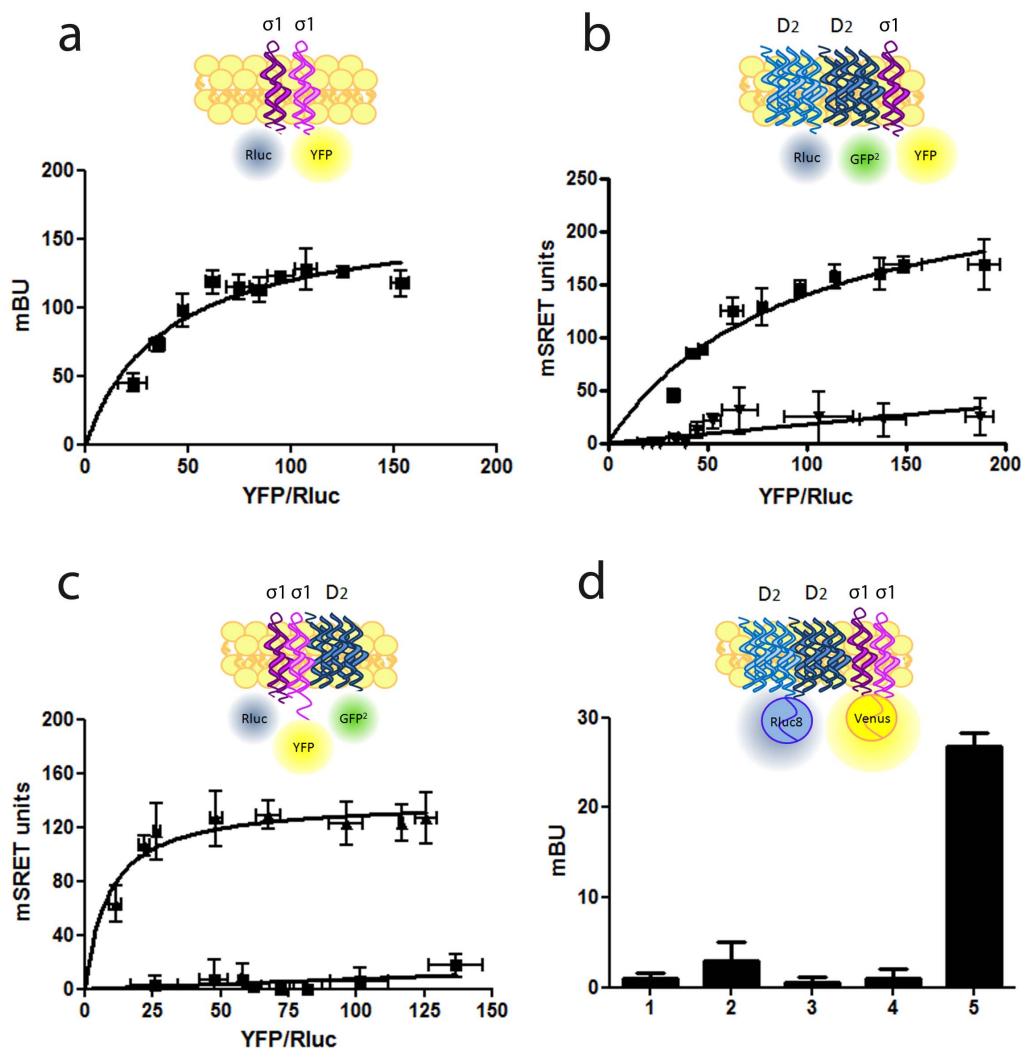 a
σ1 σ1
Rluc YFP
200
150
100
50
0
mBU
0 50 100 150 200
YFP/Rluc
b
D2 D2 σ1
Rluc GFP² YFP
250
200
150
100
50
0
mSRET units
0 50 100 150 200
YFP/Rluc
c
σ1 σ1 D2
Rluc YFP GFP²
200
160
120
80
40
0
mSRET units
0 25 50 75 100 125 150
YFP/Rluc
d
D2 D2 σ1 σ1
Rluc8 Venus
30
20
10
0
mBU
1 2 3 4 5